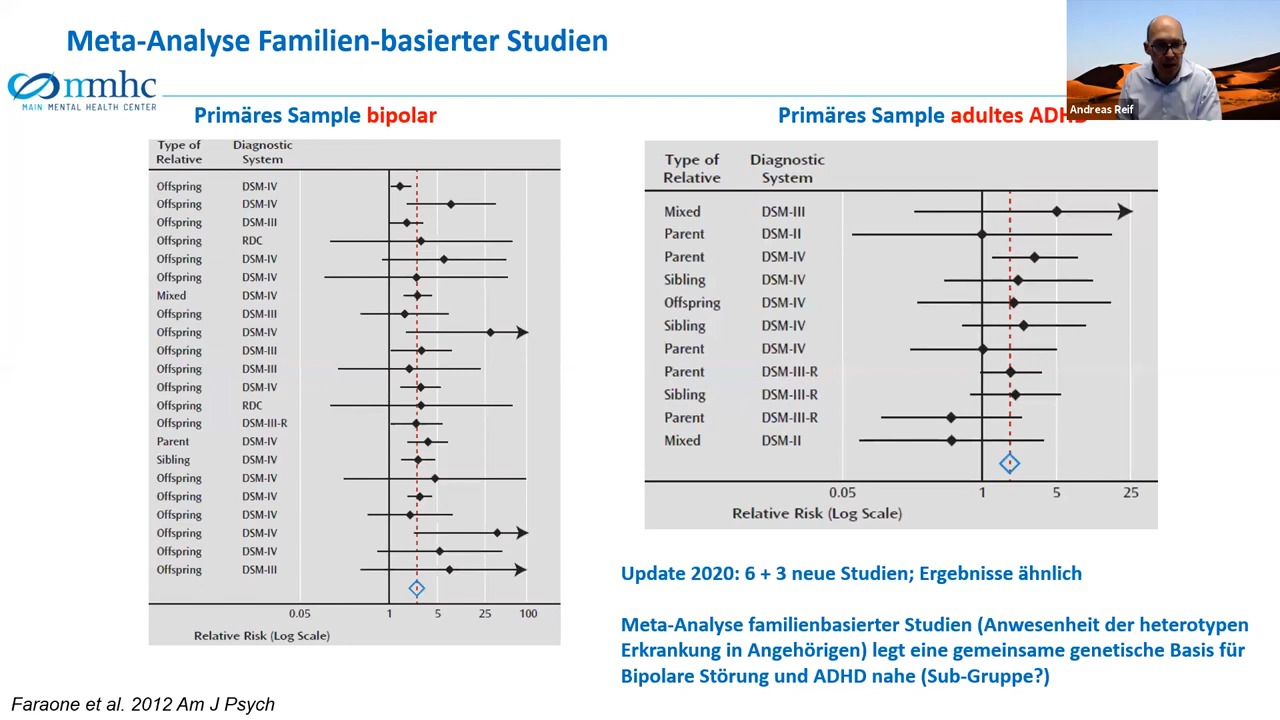 Meta-Analyse Familien-basierter Studien
mmhc
MAIN MENTAL HEALTH CENTER
Andreas Reif
Primäres Sample bipolar
Type of Relative Diagnostic System
Offspring DSM-IV
Offspring DSM-IV
Offspring DSM-III
Offspring RDC
Offspring DSM-IV
Offspring DSM-IV
Mixed DSM-IV
Offspring DSM-III
Offspring DSM-IV
Offspring DSM-III
Offspring DSM-III
Offspring DSM-IV
Offspring RDC
Offspring DSM-III-R
Parent DSM-IV
Sibling DSM-IV
Offspring DSM-IV
Offspring DSM-IV
Offspring DSM-IV
Offspring DSM-IV
Offspring DSM-IV
Offspring DSM-III
0.05 1 5 25 100
Relative Risk (Log Scale)
Primäres Sample adultes ADHD
Type of Relative Diagnostic System
Mixed DSM-III
Parent DSM-II
Parent DSM-IV
Sibling DSM-IV
Offspring DSM-IV
Sibling DSM-IV
Parent DSM-IV
Parent DSM-III-R
Sibling DSM-III-R
Parent DSM-III-R
Mixed DSM-II
0.05 1 5 25
Relative Risk (Log Scale)
Update 2020: 6 + 3 neue Studien; Ergebnisse ähnlich
Meta-Analyse familienbasierter Studien (Anwesenheit der heterotypen
Erkrankung in Angehörigen) legt eine gemeinsame genetische Basis für
Bipolare Störung und ADHD nahe (Sub-Gruppe?)
Faraone et al. 2012 Am J Psych